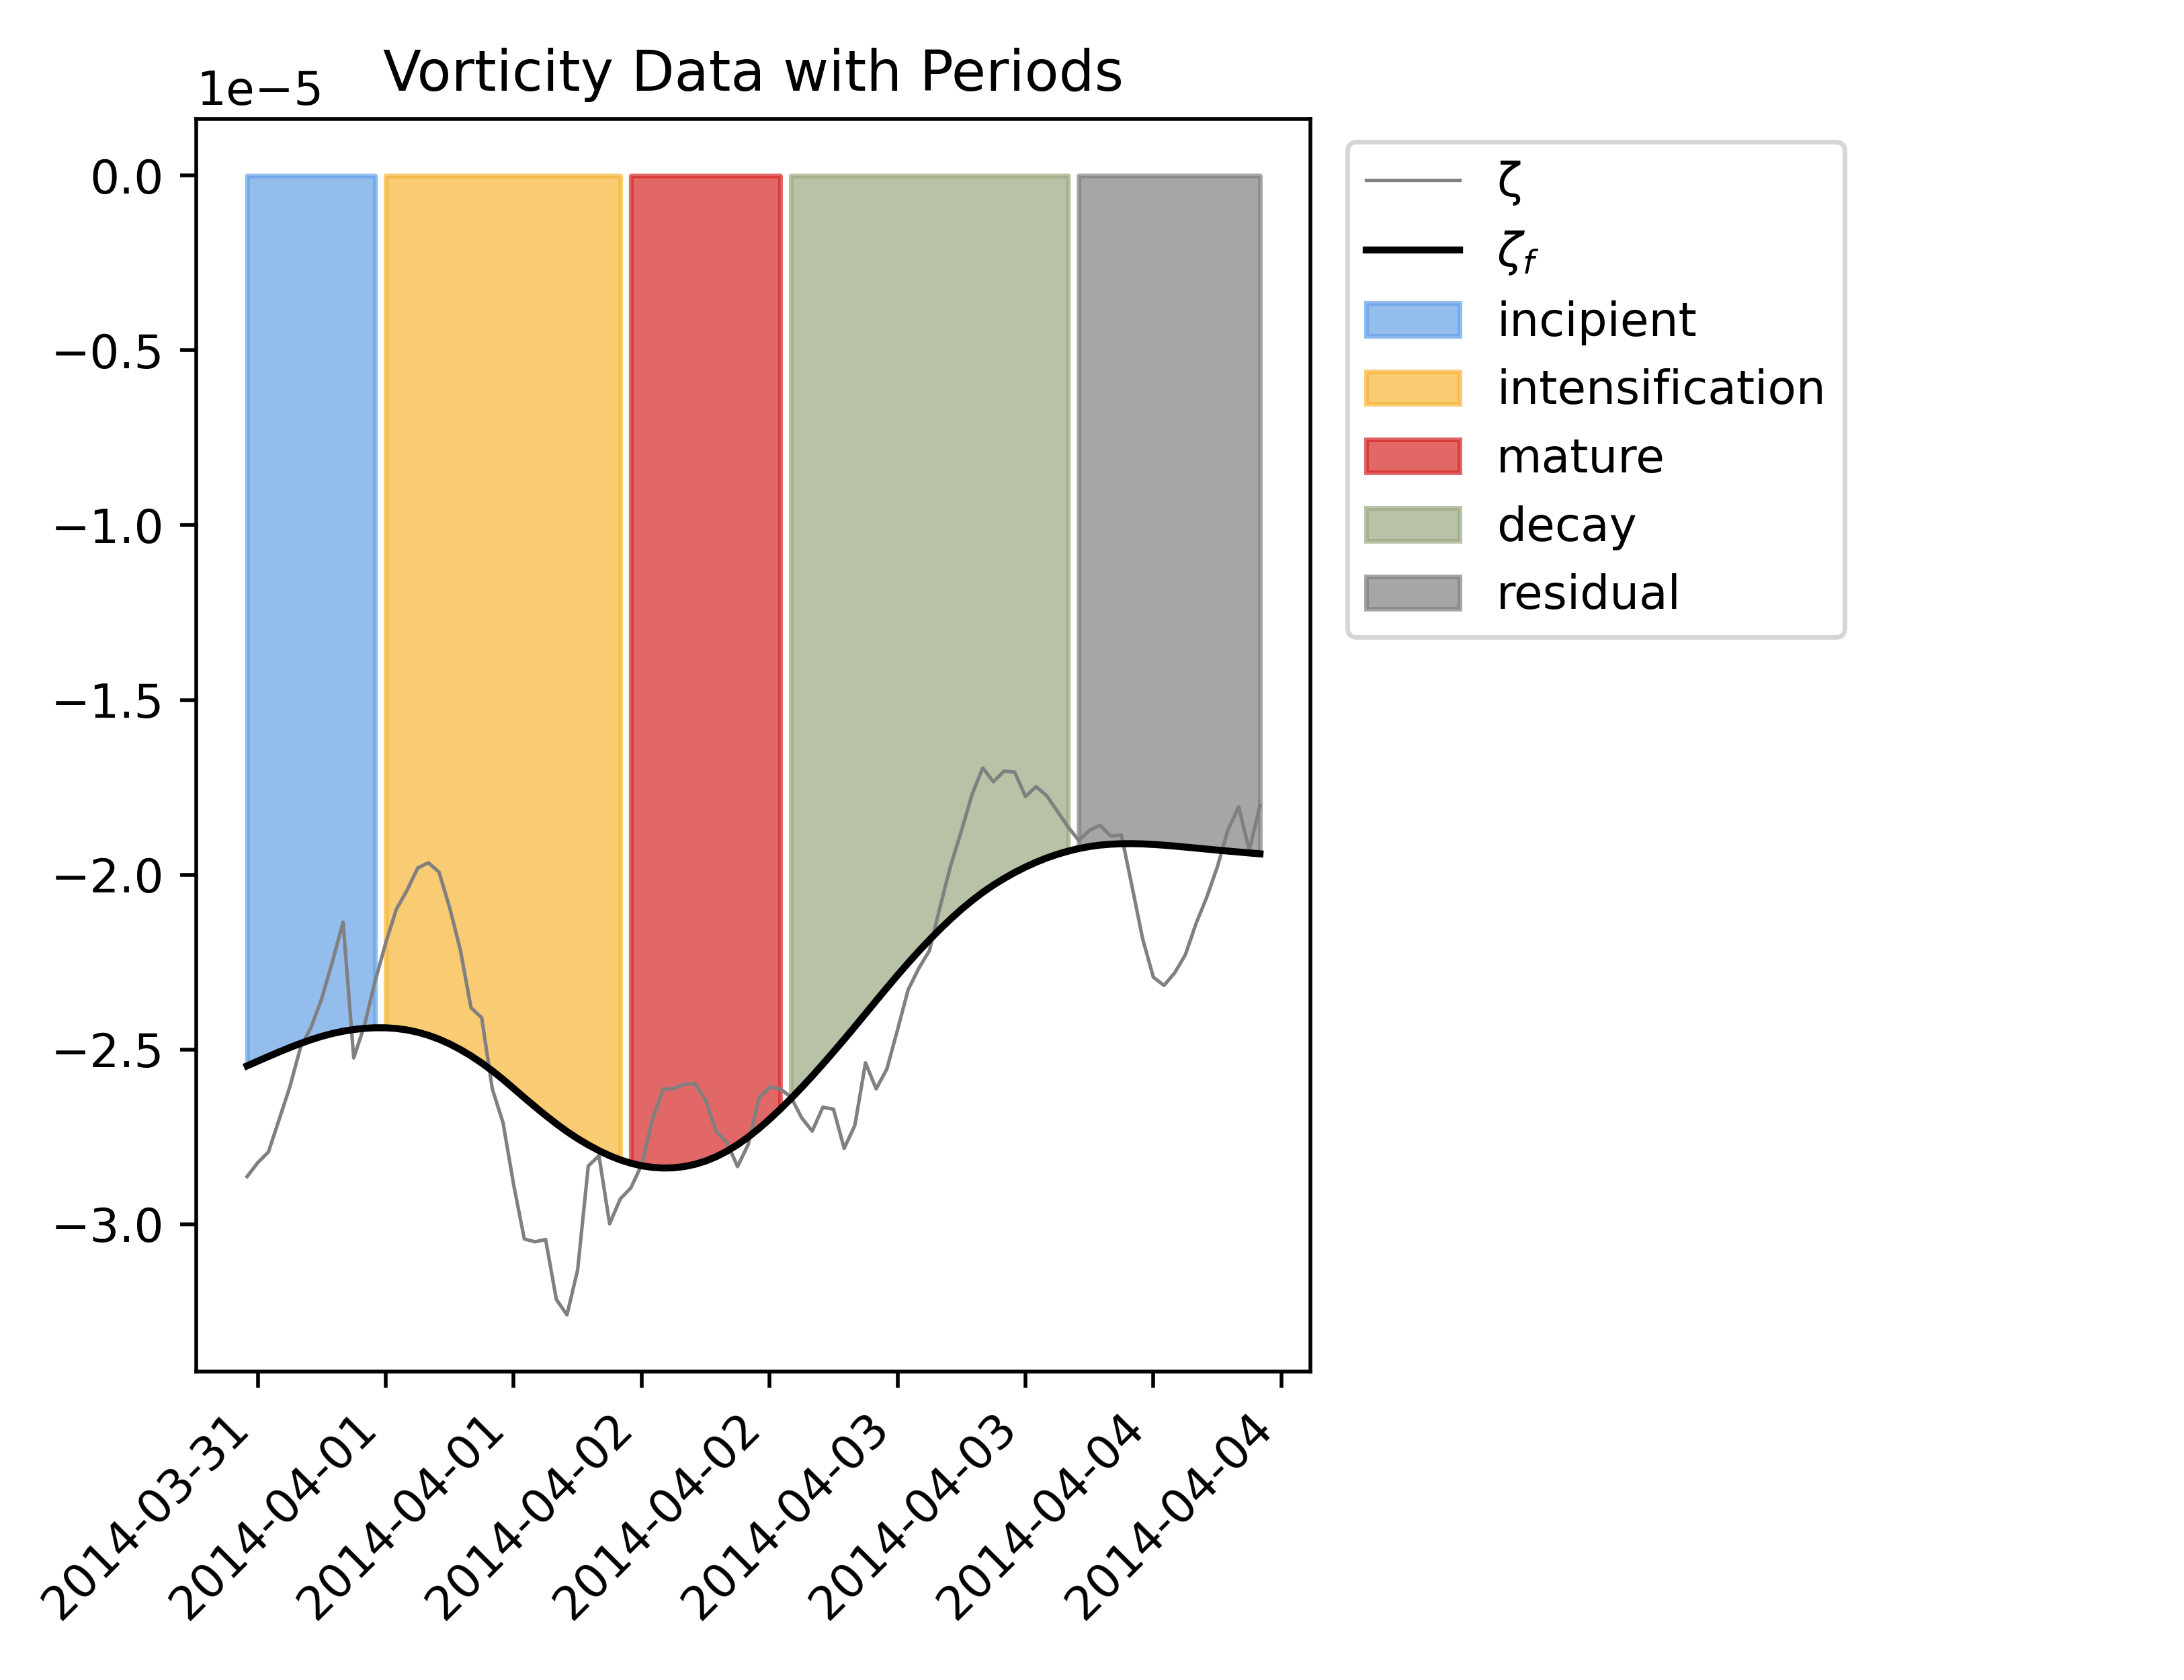 Vorticity Data with Periods
1e−5
0.0
−0.5
−1.0
−1.5
−2.0
−2.5
−3.0
2014-03-31
2014-04-01
2014-04-01
2014-04-02
2014-04-02
2014-04-03
2014-04-03
2014-04-04
2014-04-04
ζ
ζf
incipient
intensification
mature
decay
residual